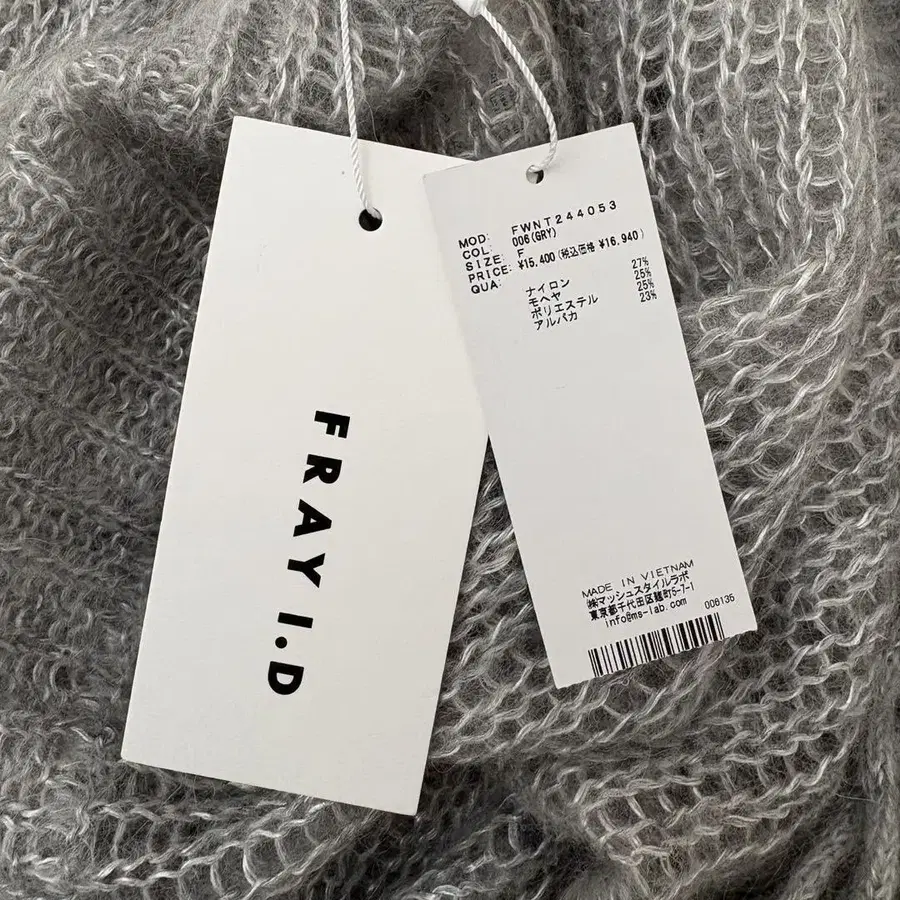 FRAY I.D
MOD: FWNT244053
COL: 006(GRY)
SIZE: F
PRICE: ¥15,400(税込価格 ¥16,940)
QUA:
ナイロン 27%
モヘヤ 25%
ポリエステル 25%
アルパカ 23%
MADE IN VIETNAM
㈱マッシュスタイルラボ
東京都千代田区麹町5-7-1
info@ms-lab.com 006135